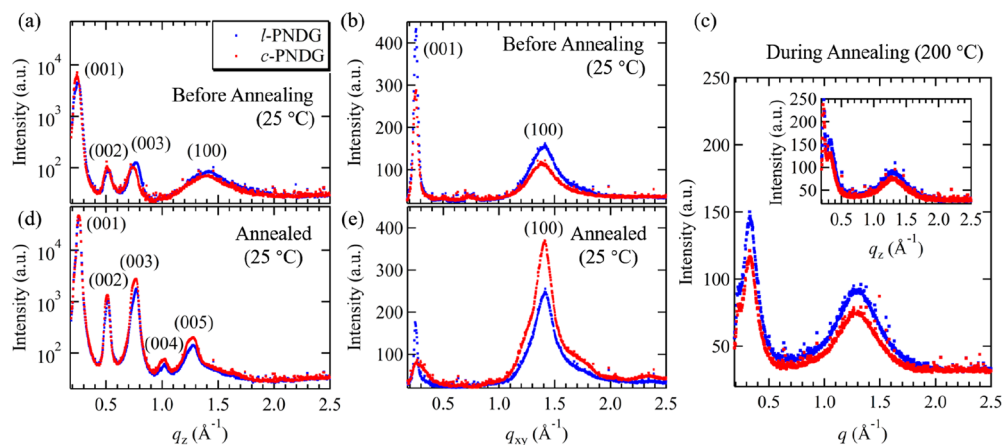 (a)
l-PNDG
c-PNDG
(001)
Before Annealing
(25 °C)
(002)
(003)
(100)
Intensity (a.u.)
10⁴
10³
10²
(b)
400
300
200
100
Intensity (a.u.)
(001)
Before Annealing
(25 °C)
(100)
(c)
During Annealing (200 °C)
250
200
150
100
50
Intensity (a.u.)
250
200
150
100
50
Intensity (a.u.)
0.5 1.0 1.5 2.0 2.5
qz (Å⁻¹)
0.5 1.0 1.5 2.0 2.5
q (Å⁻¹)
(d)
(001)
Annealed
(25 °C)
(002)
(003)
(004)
(005)
Intensity (a.u.)
10⁴
10³
10²
0.5 1.0 1.5 2.0 2.5
qz (Å⁻¹)
(e)
400
300
200
100
Intensity (a.u.)
(100)
Annealed
(25 °C)
0.5 1.0 1.5 2.0 2.5
qxy (Å⁻¹)